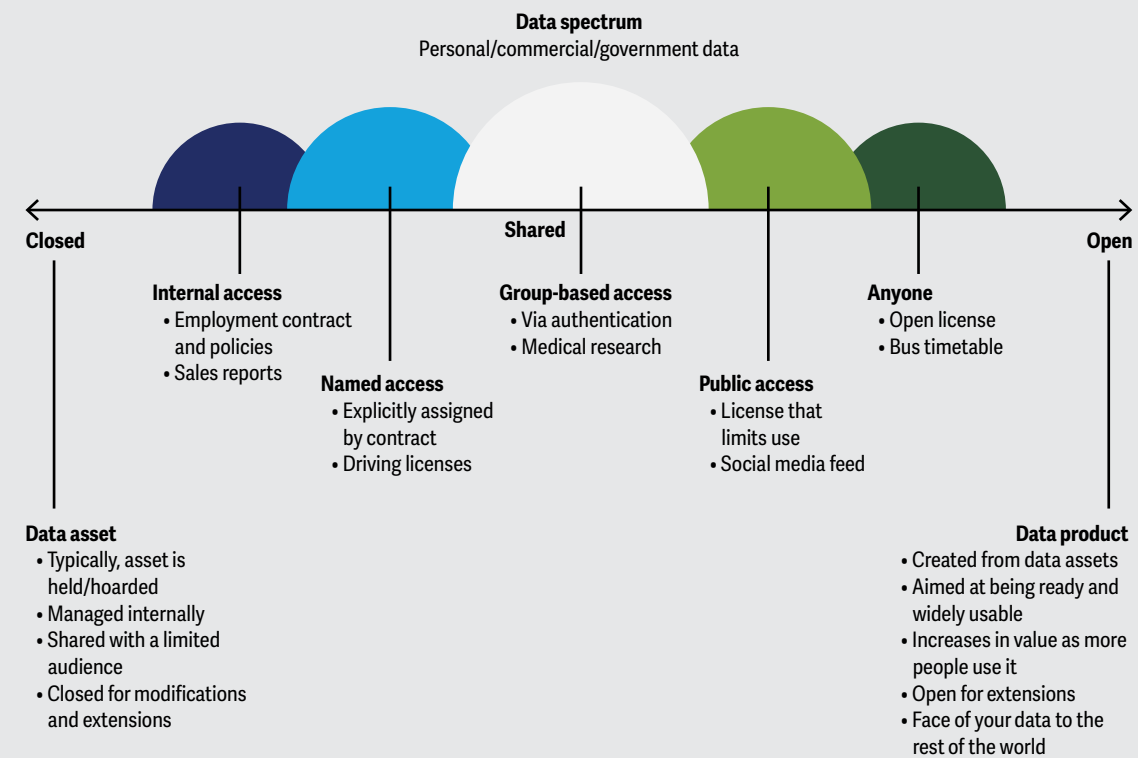 Data spectrum
Personal/commercial/government data
Closed
Shared
Open
Internal access
• Employment contract
and policies
• Sales reports
Named access
• Explicitly assigned
by contract
• Driving licenses
Group-based access
• Via authentication
• Medical research
Public access
• License that
limits use
• Social media feed
Anyone
• Open license
• Bus timetable
Data asset
• Typically, asset is
held/hoarded
• Managed internally
• Shared with a limited
audience
• Closed for modifications
and extensions
Data product
• Created from data assets
• Aimed at being ready and
widely usable
• Increases in value as more
people use it
• Open for extensions
• Face of your data to the
rest of the world